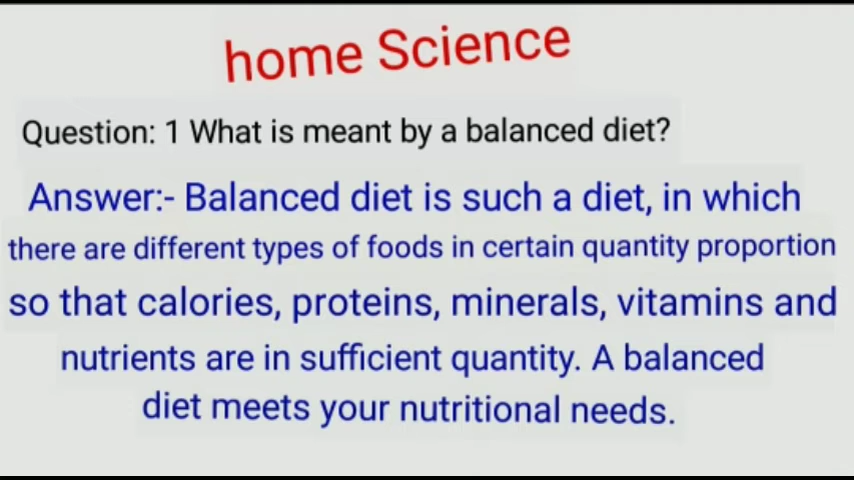 home Science
Question: 1 What is meant by a balanced diet?
Answer:- Balanced diet is such a diet, in which
there are different types of foods in certain quantity proportion
so that calories, proteins, minerals, vitamins and
nutrients are in sufficient quantity. A balanced
diet meets your nutritional needs.